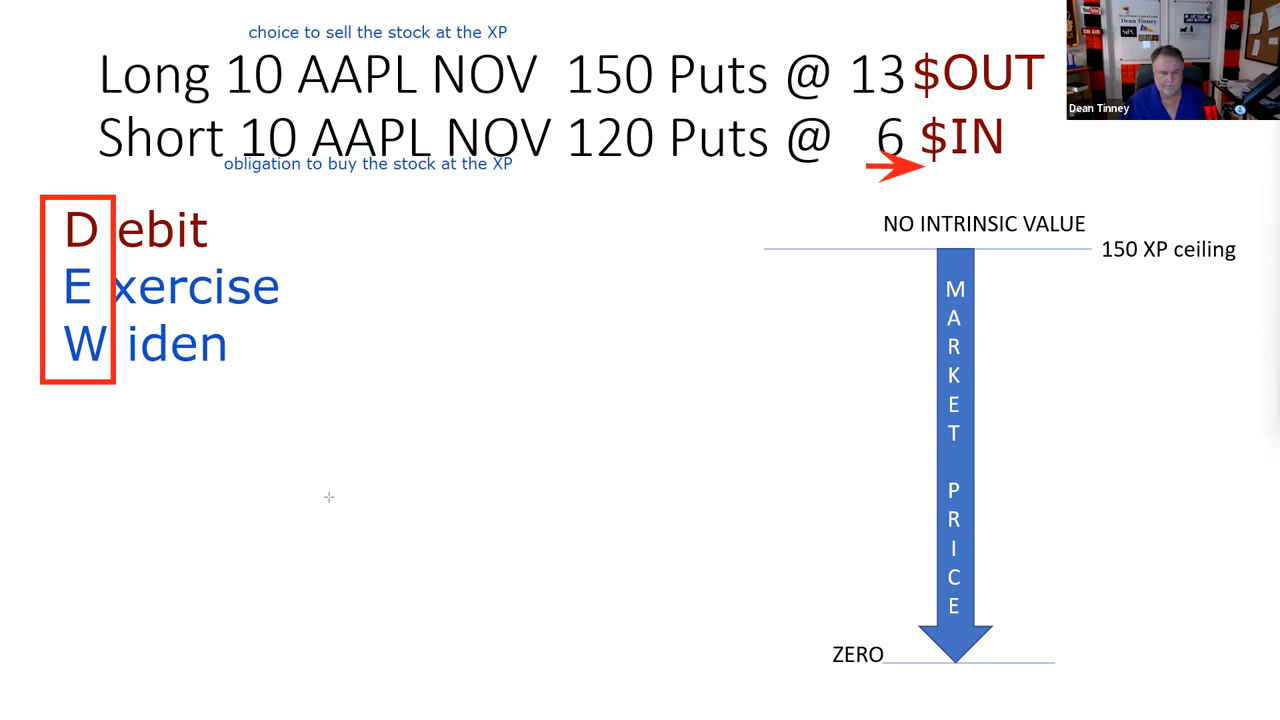 choice to sell the stock at the XP
Long 10 AAPL NOV 150 Puts @ 13 $OUT
Short 10 AAPL NOV 120 Puts @ 6 $IN
obligation to buy the stock at the XP
Debit
Exercise
Widen
NO INTRINSIC VALUE
150 XP ceiling
MARKET PRICE
ZERO
Dean Tinney